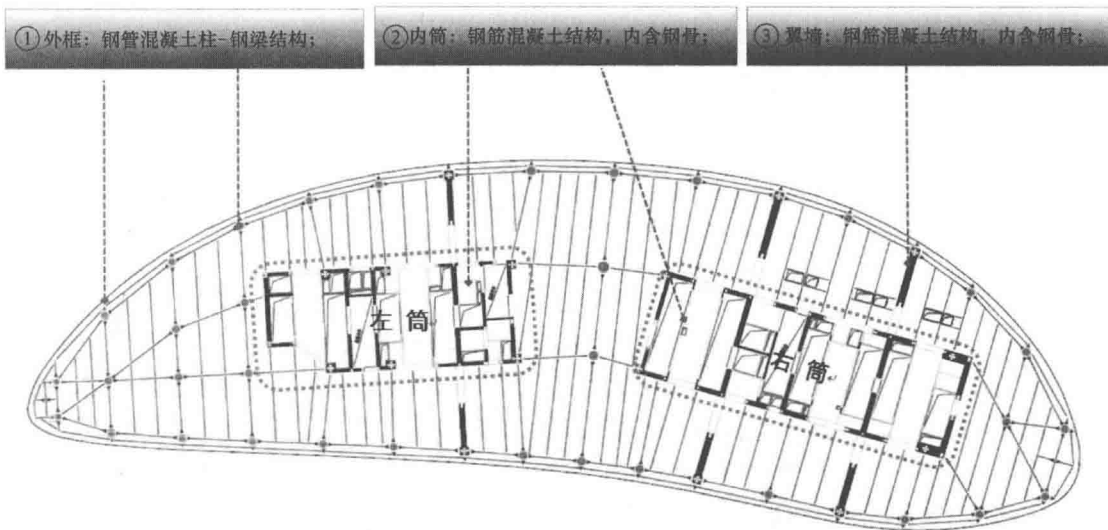 ①外框：钢管混凝土柱-钢梁结构；
②内筒：钢筋混凝土结构，内含钢骨；
③翼墙：钢筋混凝土结构，内含钢骨；
左筒
右筒